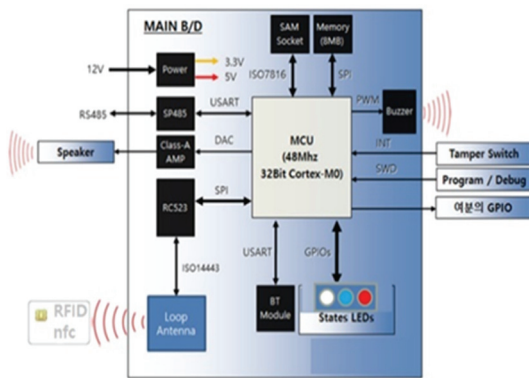 MAIN B/D
SAM
Socket
Memory
(8MB)
12V
Power
3.3V
5V
ISO7816
SPI
PWM
Buzzer
RS485
SP485
USART
Speaker
Class-A
AMP
DAC
MCU
(48Mhz
32Bit Cortex-M0)
INT
Tamper Switch
SWD
Program / Debug
여분의 GPIO
RC523
SPI
ISO14443
USART
GPIOs
RFID
nfc
Loop
Antenna
BT
Module
States LEDs